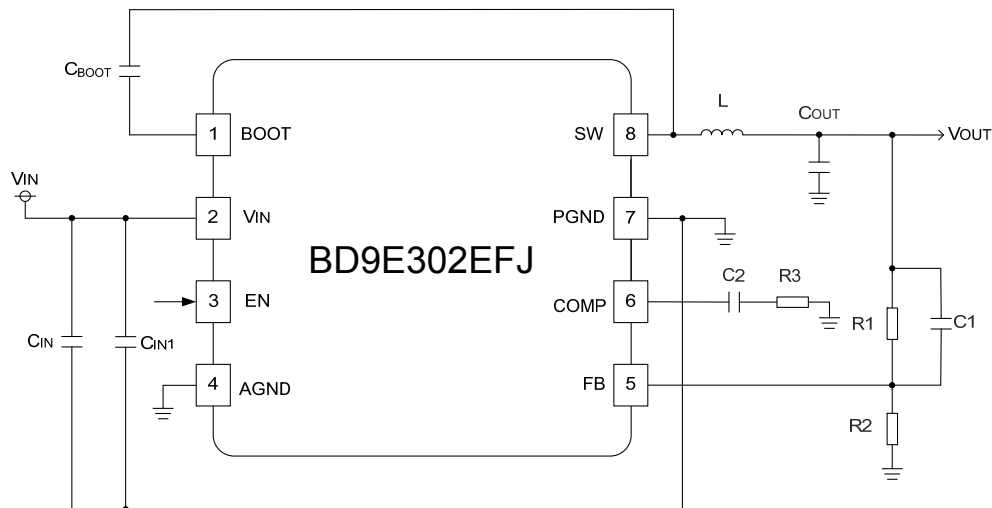 CBOOT
1
BOOT
SW
8
L
COUT
VOUT
VIN
2
VIN
PGND
7
BD9E302EFJ
3
EN
COMP
6
C2
R3
R1
C1
CIN
CIN1
4
AGND
FB
5
R2